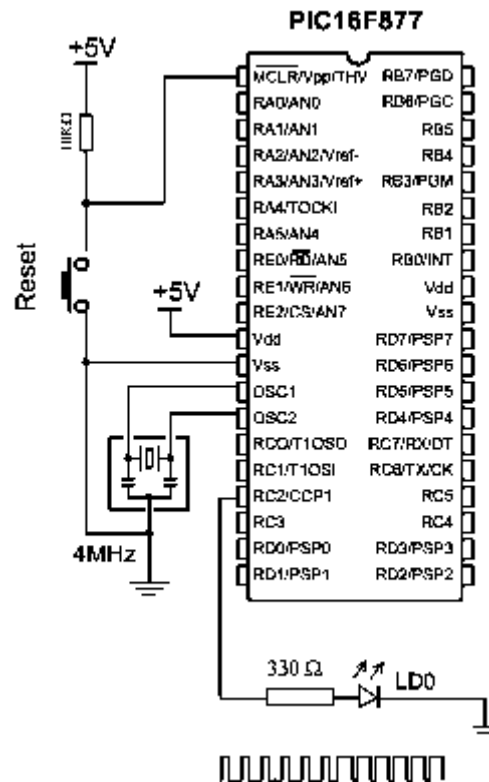 PIC16F877
+5V
10KΩ
Reset
+5V
4MHz
MCLR/Vpp/THV
RA0/AN0
RA1/AN1
RA2/AN2/Vref-
RA3/AN3/Vref+
RA4/TOCKI
RA5/AN4
RE0/RD/AN5
RE1/WR/AN6
RE2/CS/AN7
Vdd
Vss
OSC1
OSC2
RC0/T1OSO
RC1/T1OSI
RC2/CCP1
RC3
RD0/PSP0
RD1/PSP1
RB7/PGD
RB6/PGC
RB5
RB4
RB3/PGM
RB2
RB1
RB0/INT
Vdd
Vss
RD7/PSP7
RD6/PSP6
RD5/PSP5
RD4/PSP4
RC7/RX/DT
RC6/TX/CK
RC5
RC4
RD3/PSP3
RD2/PSP2
330 Ω
LD0